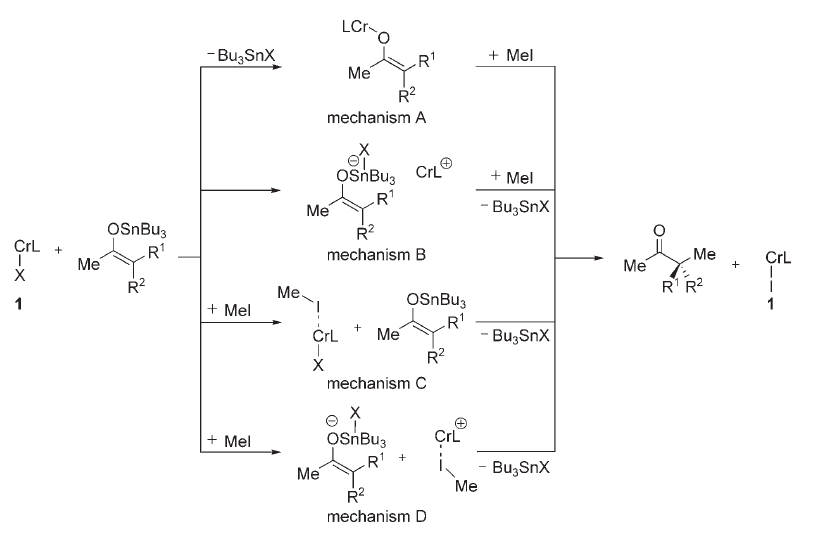 LCr
O
− Bu₃SnX
+ MeI
Me
R¹
R²
mechanism A
X
⊖
OSnBu₃
CrL⊕
+ MeI
− Bu₃SnX
Me
R¹
R²
mechanism B
OSnBu₃
CrL
+
Me
R¹
X
R²
1
O
Me
Me
R¹ R²
+
CrL
I
1
Me
I
+ MeI
CrL
X
+
OSnBu₃
Me
R¹
R²
− Bu₃SnX
mechanism C
X
⊖
OSnBu₃
CrL
⊕
+ MeI
Me
R¹
R²
+
I
Me
− Bu₃SnX
mechanism D